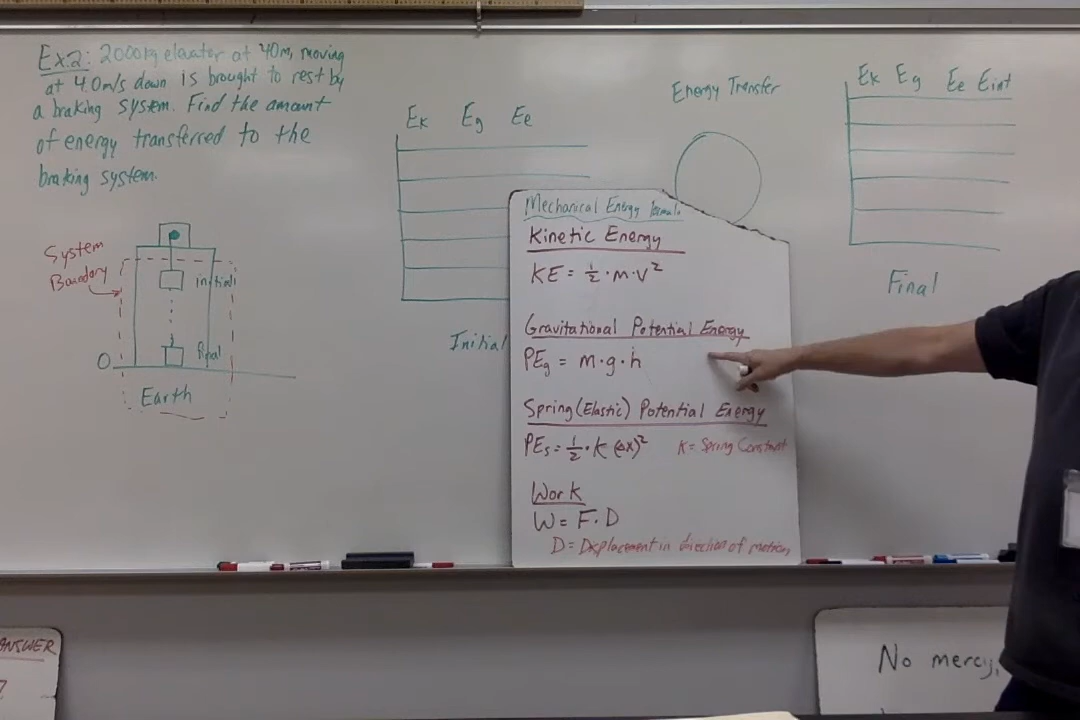 Ex.2: 2000kg elevator at 40m, moving
at 4.0m/s down is brought to rest by
a braking system. Find the amount
of energy transferred to the
braking system.
System
Boundary
initial
final
O
Earth
Ek Eg Ee
Initial
Energy Transfer
Ek Eg Ee Eint
Final
Mechanical Energy
Kinetic Energy
KE = 1/2 · m · v²
Gravitational Potential Energy
PEg = m · g · h
Spring (Elastic) Potential Energy
PEs = 1/2 · K (Δx)² K = Spring Constant
Work
W = F · D
D = Displacement in direction of motion
ANSWER
No mercy,